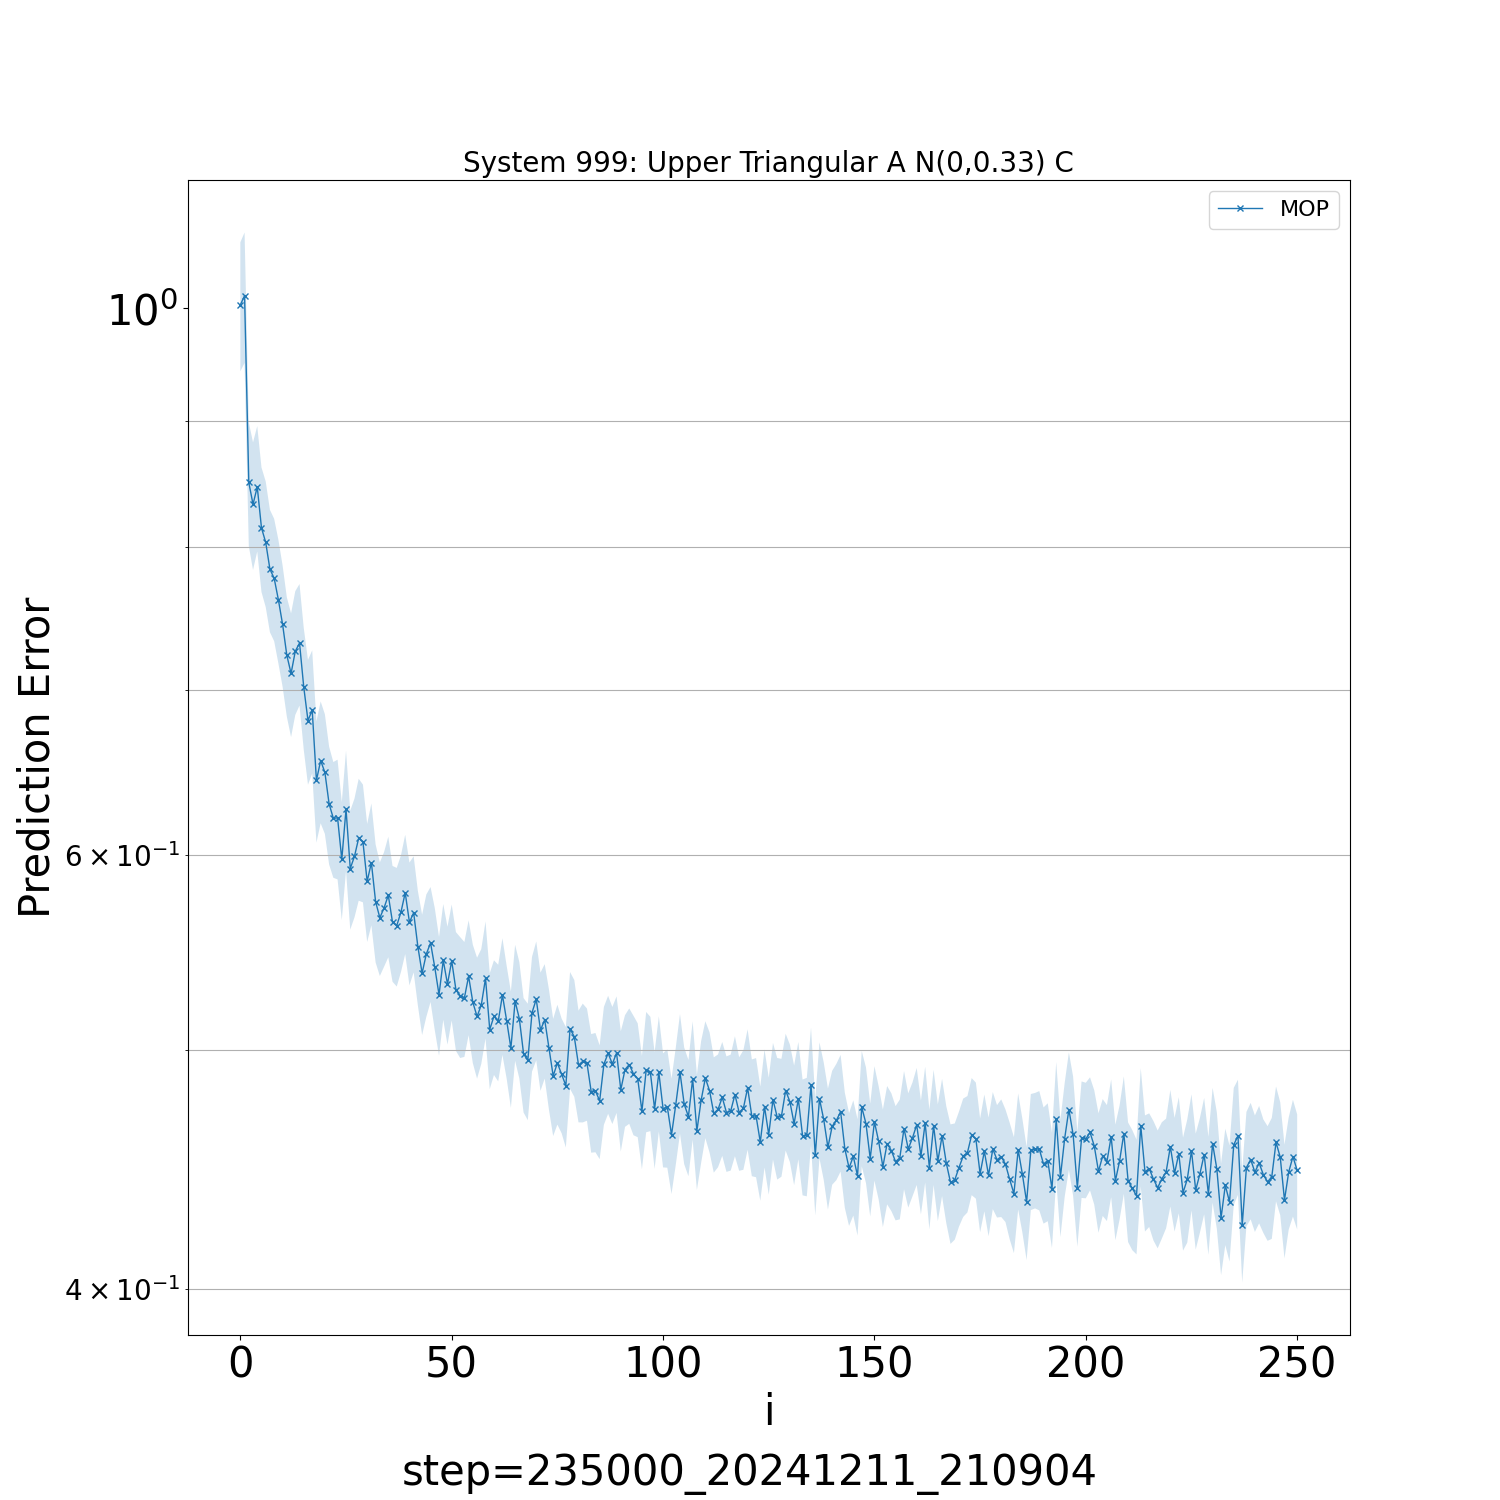 System 999: Upper Triangular A N(0,0.33) C
MOP
Prediction Error
10⁰
6 × 10⁻¹
4 × 10⁻¹
0 50 100 150 200 250
i
step=235000_20241211_210904